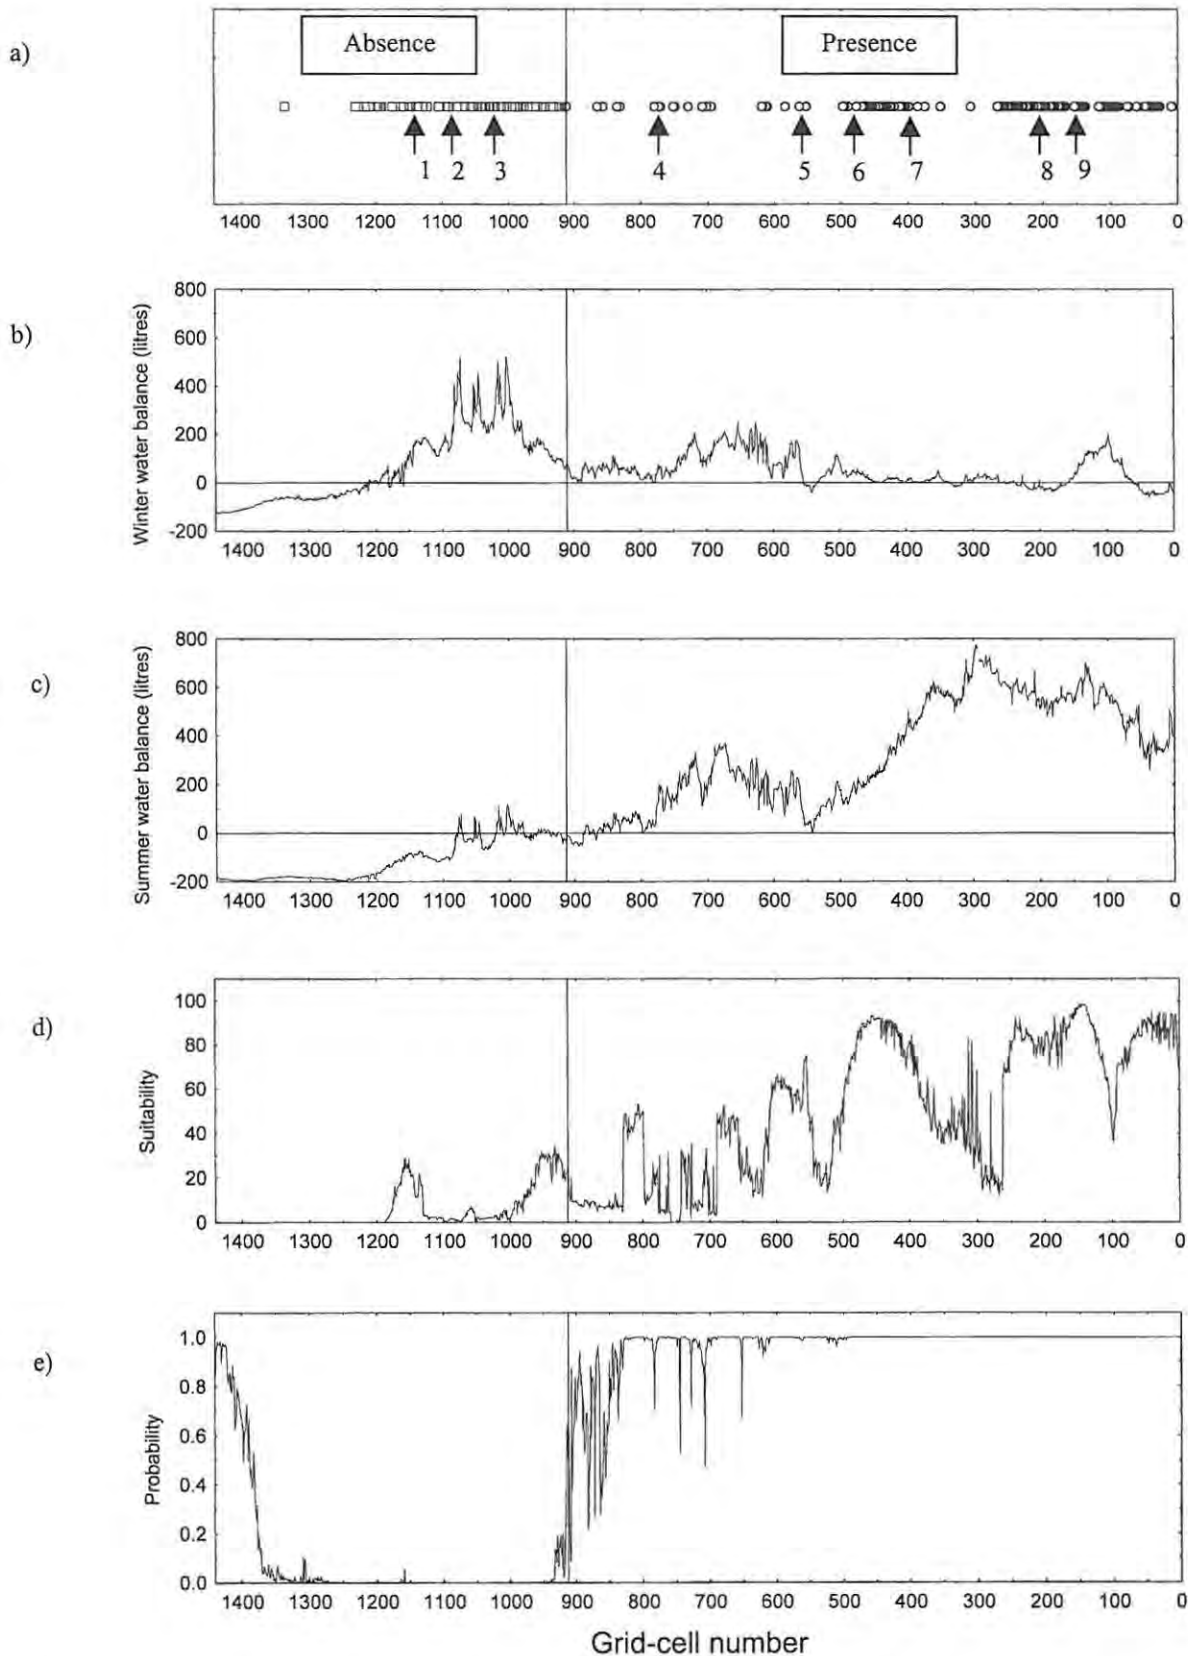 a)
Absence
Presence
1 2 3 4 5 6 7 8 9
1400 1300 1200 1100 1000 900 800 700 600 500 400 300 200 100 0
b)
Winter water balance (litres)
800
600
400
200
0
-200
1400 1300 1200 1100 1000 900 800 700 600 500 400 300 200 100 0
c)
Summer water balance (litres)
800
600
400
200
0
-200
1400 1300 1200 1100 1000 900 800 700 600 500 400 300 200 100 0
d)
Suitability
100
80
60
40
20
0
1400 1300 1200 1100 1000 900 800 700 600 500 400 300 200 100 0
e)
Probability
1.0
0.8
0.6
0.4
0.2
0.0
1400 1300 1200 1100 1000 900 800 700 600 500 400 300 200 100 0
Grid-cell number